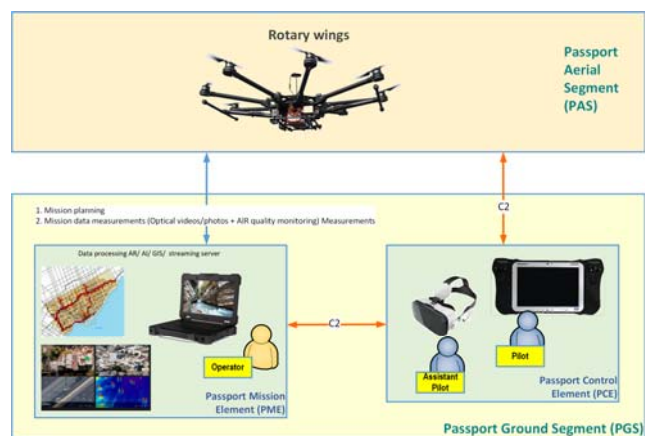 Rotary wings
Passport
Aerial
Segment
(PAS)
C2
1. Mission planning
2. Mission data measurements (Optical videos/photos + AIR quality monitoring) Measurements
Data processing AR/ AI/ GIS/ streaming server
Operator
Passport Mission
Element (PME)
C2
Assistant
Pilot
Pilot
Passport Control
Element (PCE)
Passport Ground Segment (PGS)